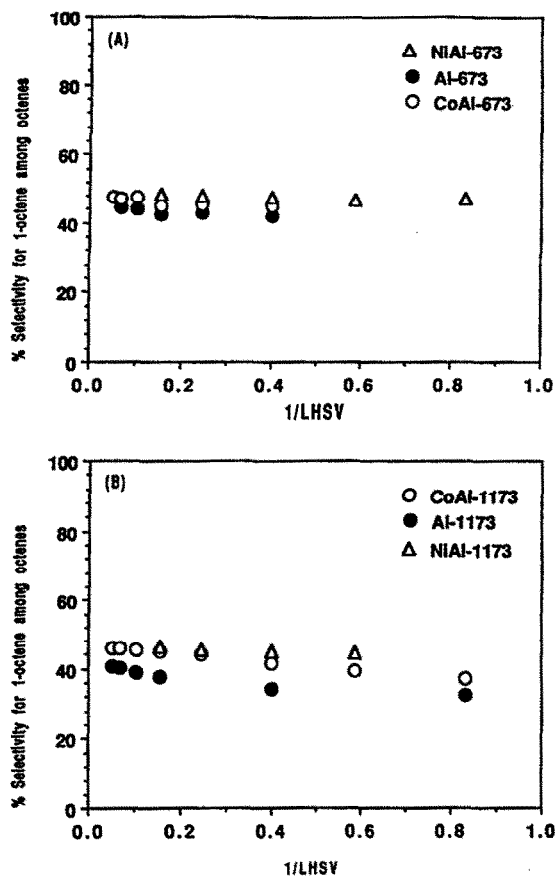 (A)
△ NiAl-673
● Al-673
○ CoAl-673
% Selectivity for 1-octene among octenes
100
80
60
40
20
0
0.0 0.2 0.4 0.6 0.8 1.0
1/LHSV
(B)
○ CoAl-1173
● Al-1173
△ NiAl-1173
% Selectivity for 1-octene among octenes
100
80
60
40
20
0
0.0 0.2 0.4 0.6 0.8 1.0
1/LHSV